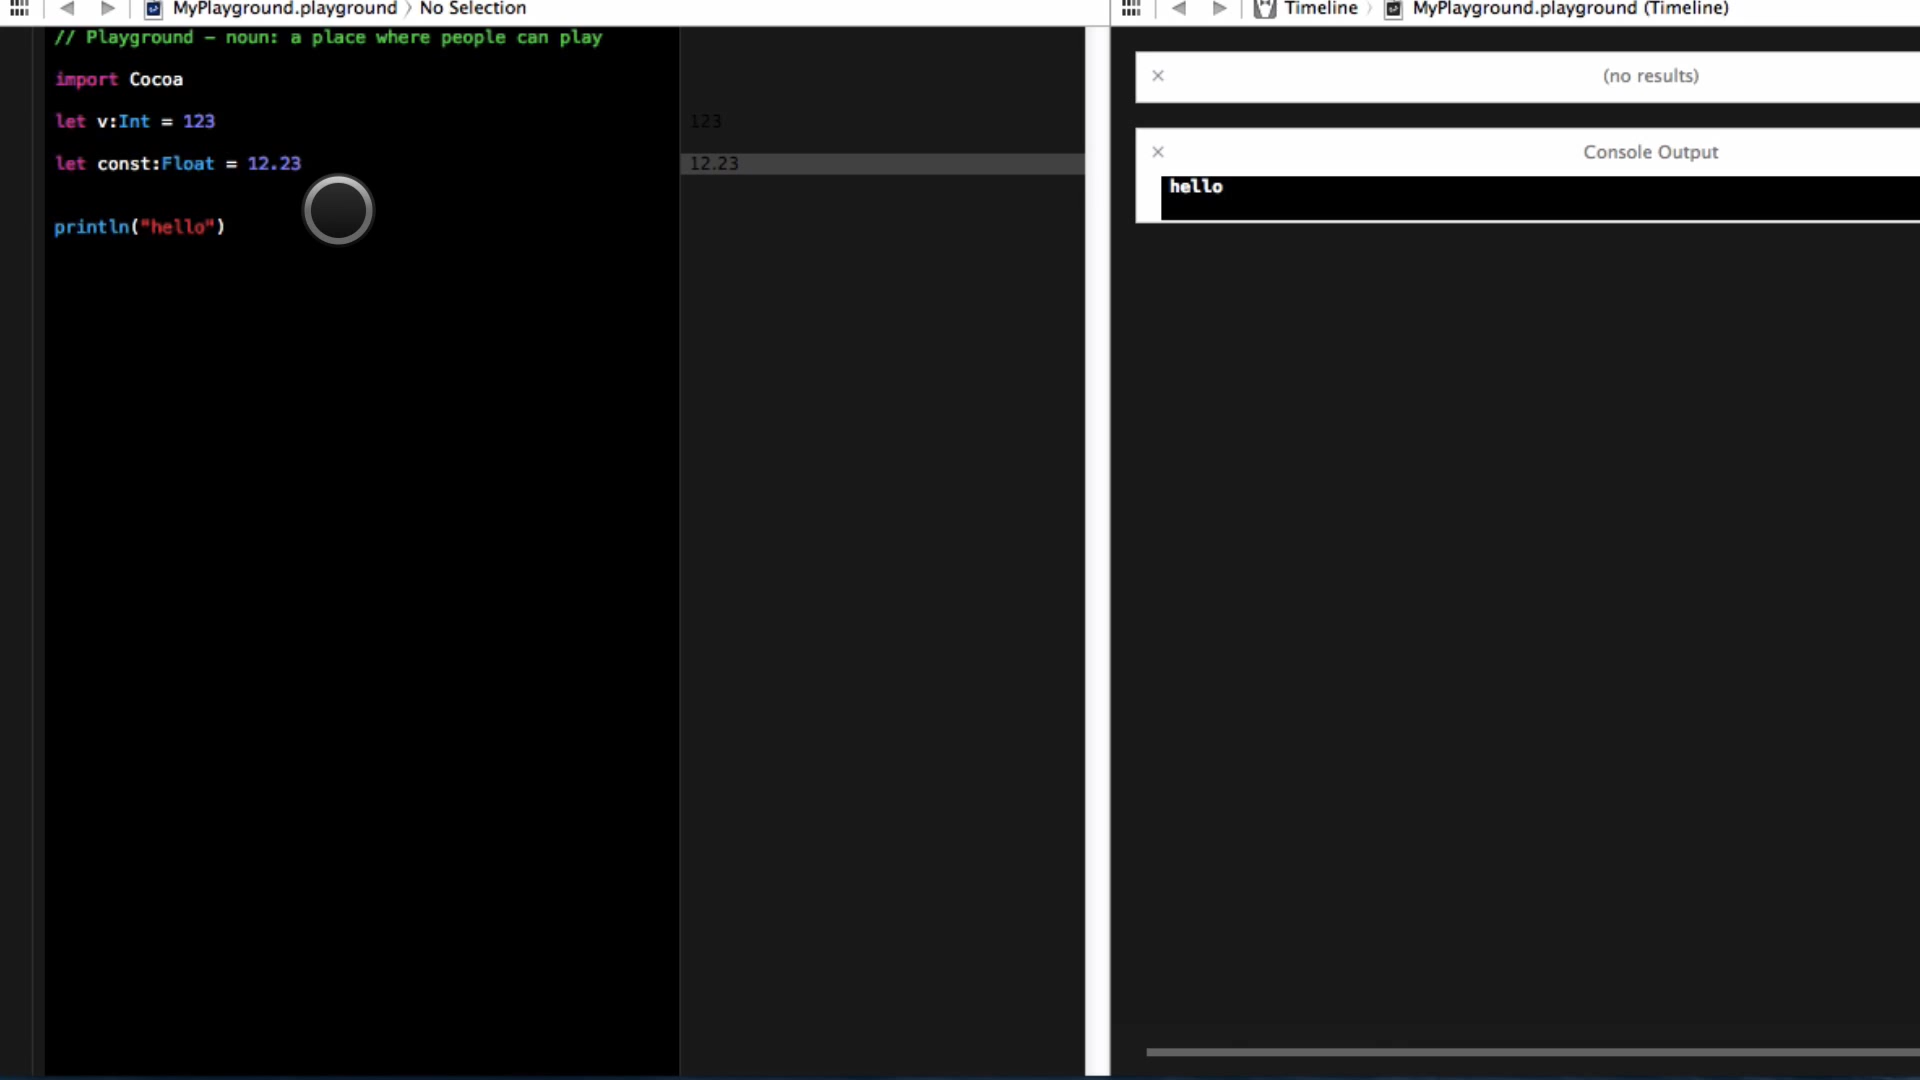 MyPlayground.playground 〉 No Selection
// Playground – noun: a place where people can play
import Cocoa
let v:Int = 123
let const:Float = 12.23
println("hello")
123
12.23
Timeline 〉 MyPlayground.playground (Timeline)
(no results)
Console Output
hello